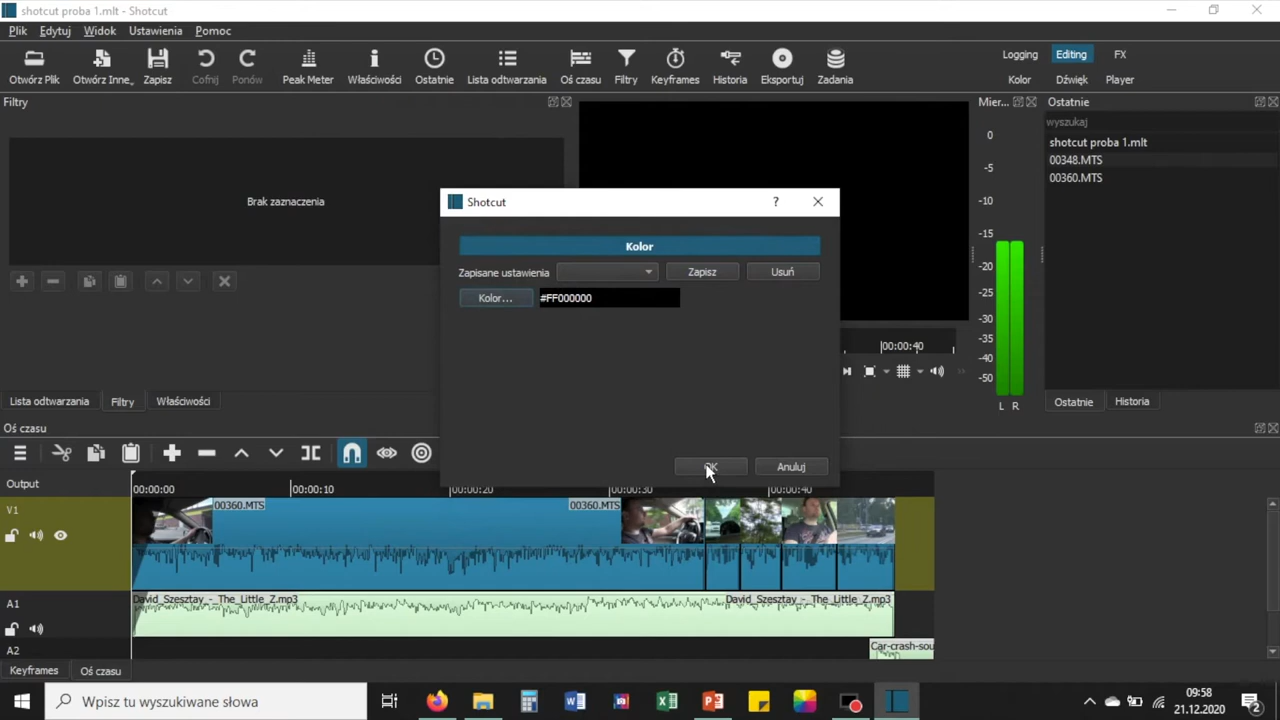 shotcut proba 1.mlt - Shotcut
Plik Edytuj Widok Ustawienia Pomoc
Otwórz Plik Otwórz Inne... Zapisz Cofnij Ponów Peak Meter Właściwości Ostatnie Lista odtwarzania Oś czasu Filtry Keyframes Historia Eksportuj Zadania
Logging Editing FX
Kolor Dźwięk Player
Filtry
Mier...
Ostatnie
wyszukaj
shotcut proba 1.mlt
00348.MTS
00360.MTS
Brak zaznaczenia
0
-5
-10
-15
-20
-25
-30
-35
-40
-50
L R
Shotcut
?
Kolor
Zapisane ustawienia Zapisz Usuń
Kolor... #FF000000
OK Anuluj
00:00:40
Lista odtwarzania Filtry Właściwości
Ostatnie Historia
Oś czasu
Output
00:00:00 00:00:10 00:00:20 00:00:30 00:00:40
V1
00360.MTS 00360.MTS
A1
David_Szesztay_-_The_Little_Z.mp3 David_Szesztay_-_The_Little_Z.mp3
A2
Car-crash-sou
Keyframes Oś czasu
Wpisz tu wyszukiwane słowa
09:58
21.12.2020
2